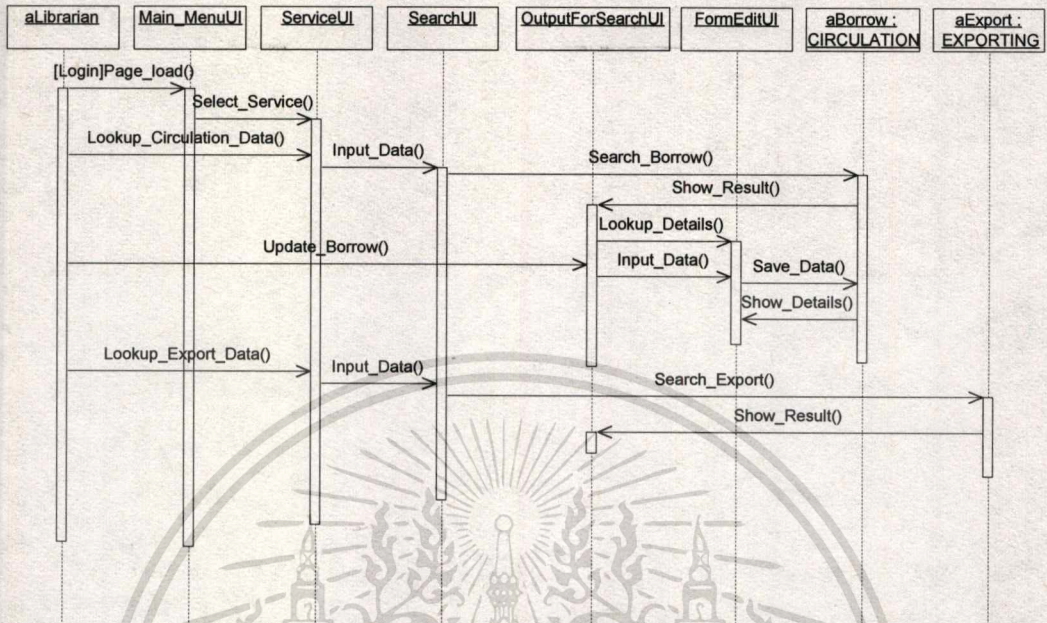 aLibrarian
Main_MenuUI
ServiceUI
SearchUI
OutputForSearchUI
FormEditUI
aBorrow :
CIRCULATION
aExport :
EXPORTING
[Login]Page_load()
Select_Service()
Lookup_Circulation_Data()
Input_Data()
Search_Borrow()
Show_Result()
Lookup_Details()
Update_Borrow()
Input_Data()
Save_Data()
Show_Details()
Lookup_Export_Data()
Input_Data()
Search_Export()
Show_Result()